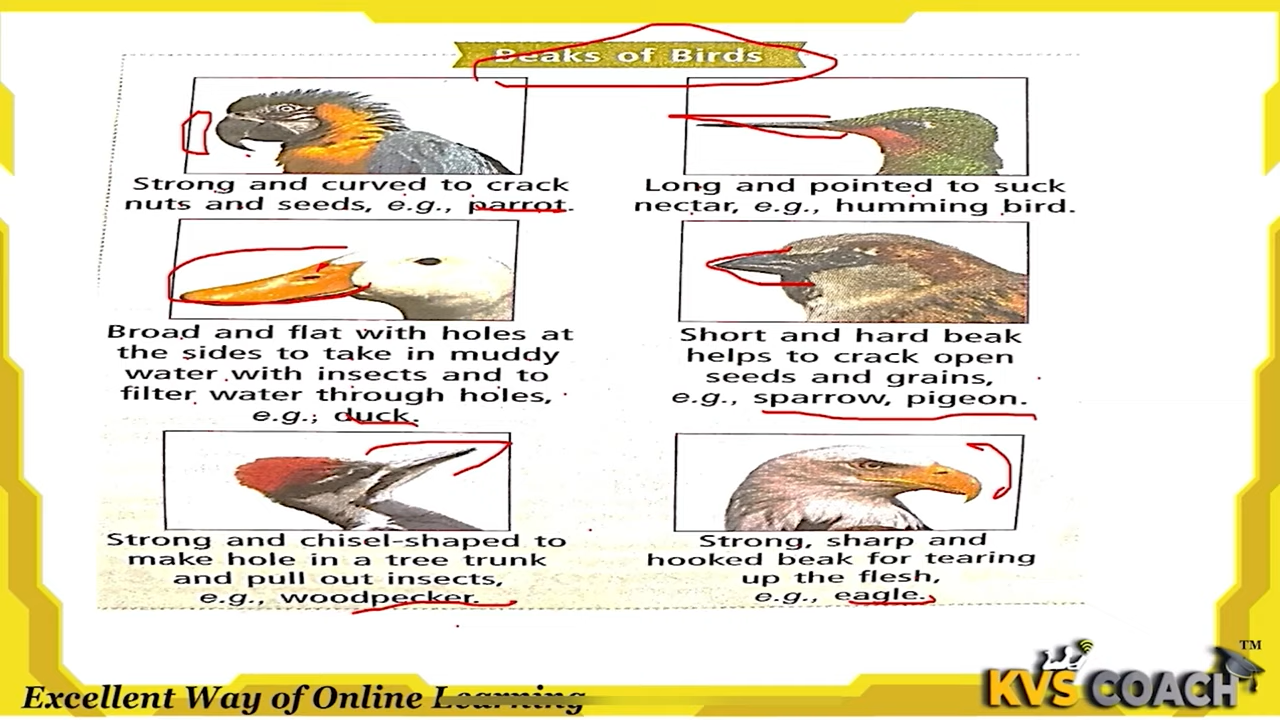 Beaks of Birds
Strong and curved to crack
nuts and seeds, e.g., parrot.
Long and pointed to suck
nectar, e.g., humming bird.
Broad and flat with holes at
the sides to take in muddy
water with insects and to
filter water through holes,
e.g.; duck.
Short and hard beak
helps to crack open
seeds and grains,
e.g., sparrow, pigeon.
Strong and chisel-shaped to
make hole in a tree trunk
and pull out insects,
e.g., woodpecker.
Strong, sharp and
hooked beak for tearing
up the flesh,
e.g., eagle.
Excellent Way of Online Learning
KVS COACH TM